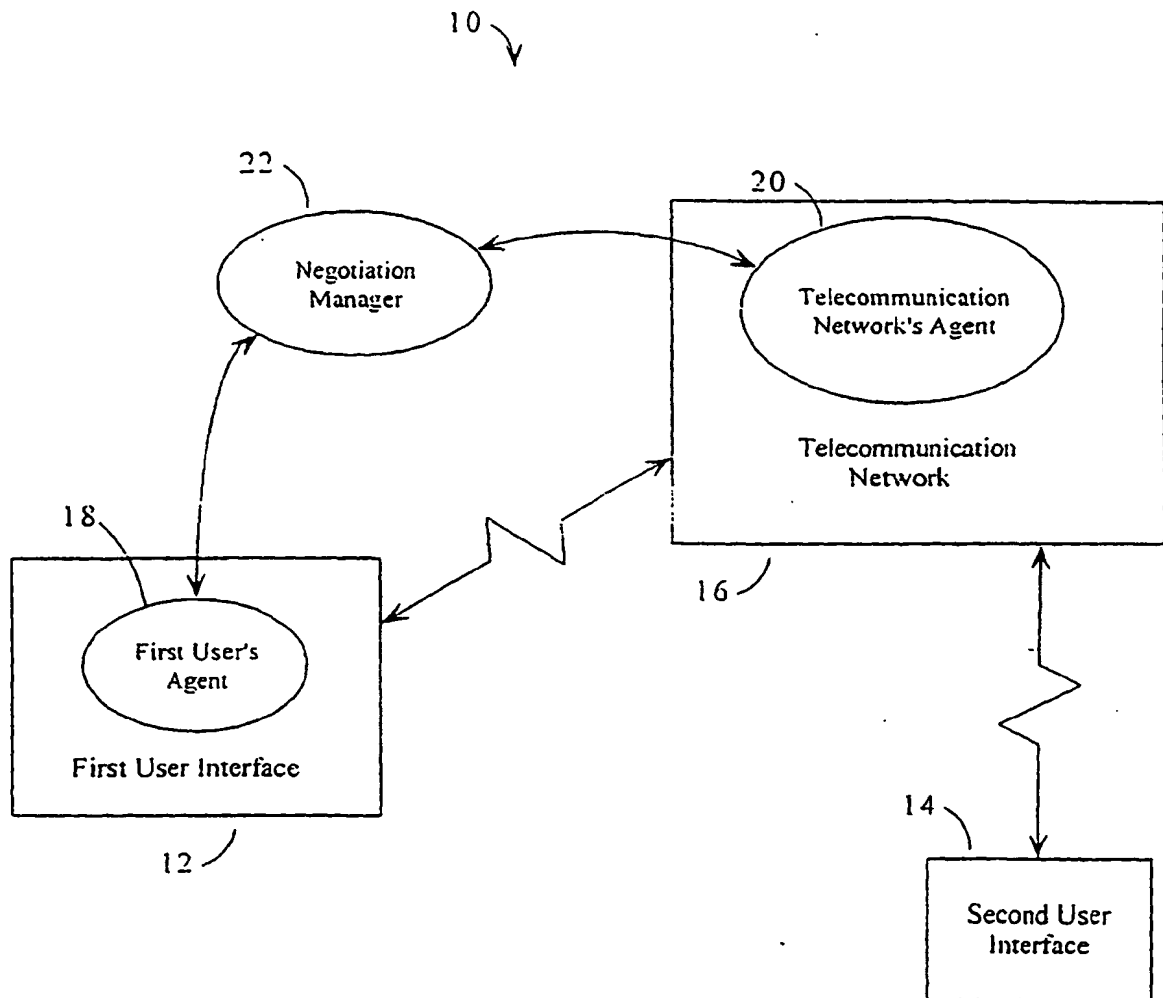 10
22
Negotiation
Manager
20
Telecommunication
Network's Agent
Telecommunication
Network
16
18
First User's
Agent
First User Interface
12
14
Second User
Interface